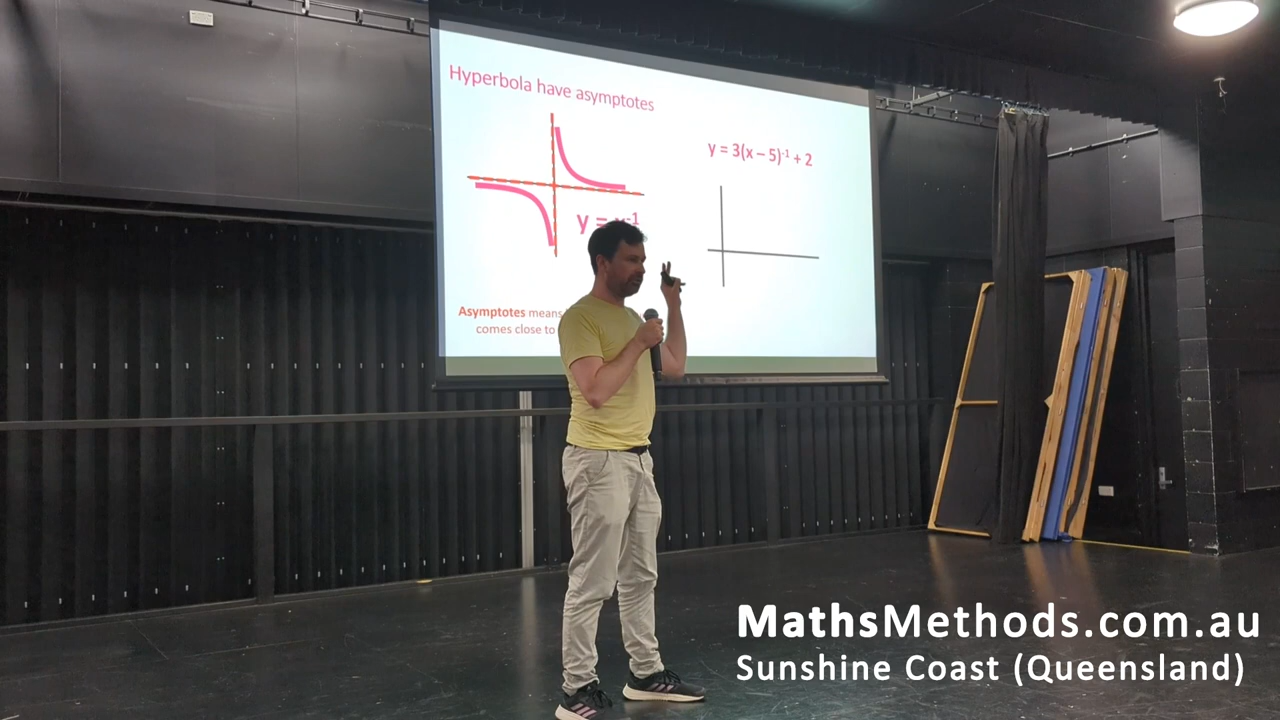 Hyperbola have asymptotes
y = 3(x – 5)⁻¹ + 2
y = x⁻¹
Asymptotes means
comes close to
MathsMethods.com.au
Sunshine Coast (Queensland)